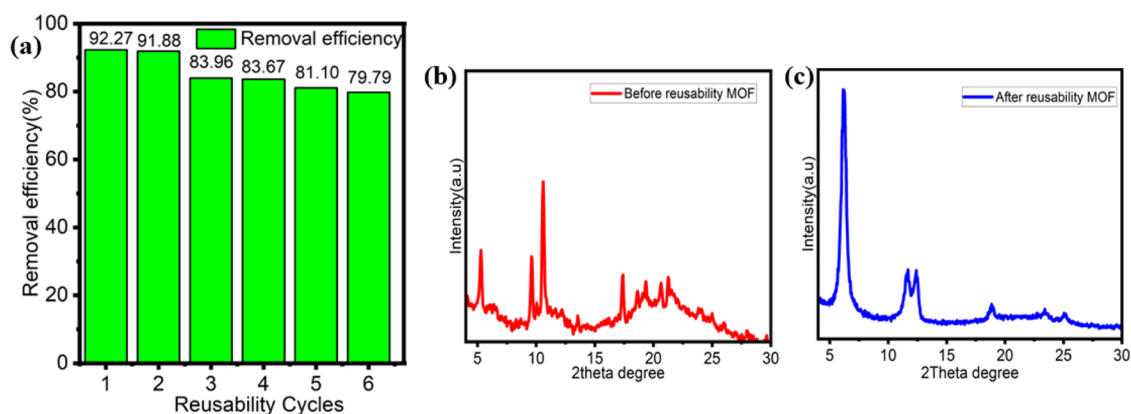 (a)
Removal efficiency(%)
100
80
60
40
20
0
Removal efficiency
92.27
91.88
83.96
83.67
81.10
79.79
1 2 3 4 5 6
Reusability Cycles
(b)
Before reusability MOF
Intensity(a.u)
5 10 15 20 25 30
2theta degree
(c)
After reusability MOF
Intensity(a.u)
5 10 15 20 25 30
2Theta degree